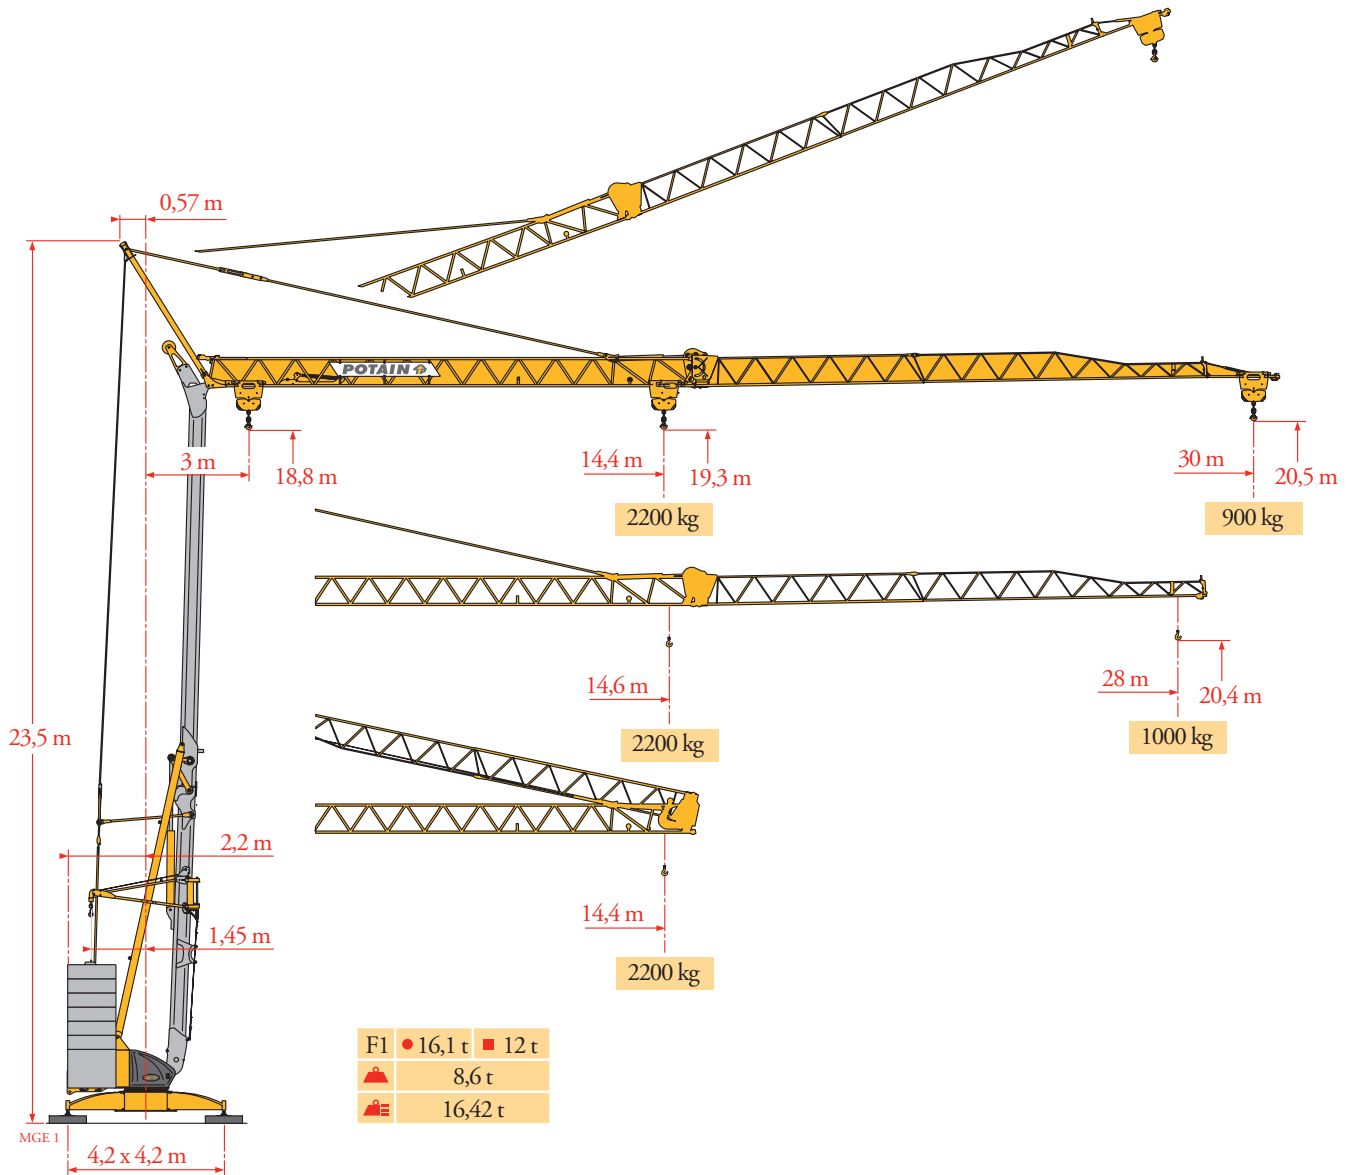 0,57 m
POTAIN
3 m
18,8 m
14,4 m
19,3 m
30 m
20,5 m
2200 kg
900 kg
14,6 m
28 m
20,4 m
2200 kg
1000 kg
23,5 m
2,2 m
14,4 m
1,45 m
2200 kg
F1 16,1 t 12 t
8,6 t
16,42 t
MGE 1
4,2 x 4,2 m